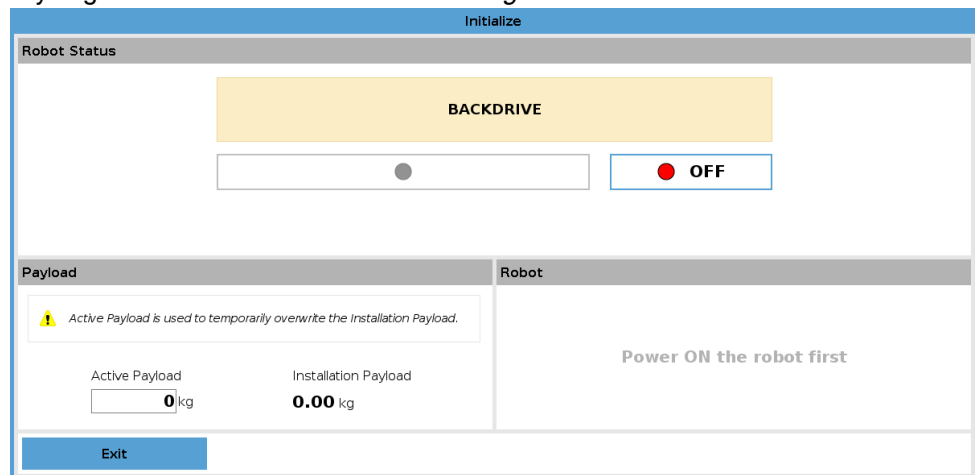 Initialize
Robot Status
BACKDRIVE
OFF
Payload
Active Payload is used to temporarily overwrite the Installation Payload.
Active Payload
Installation Payload
0 kg
0.00 kg
Robot
Power ON the robot first
Exit